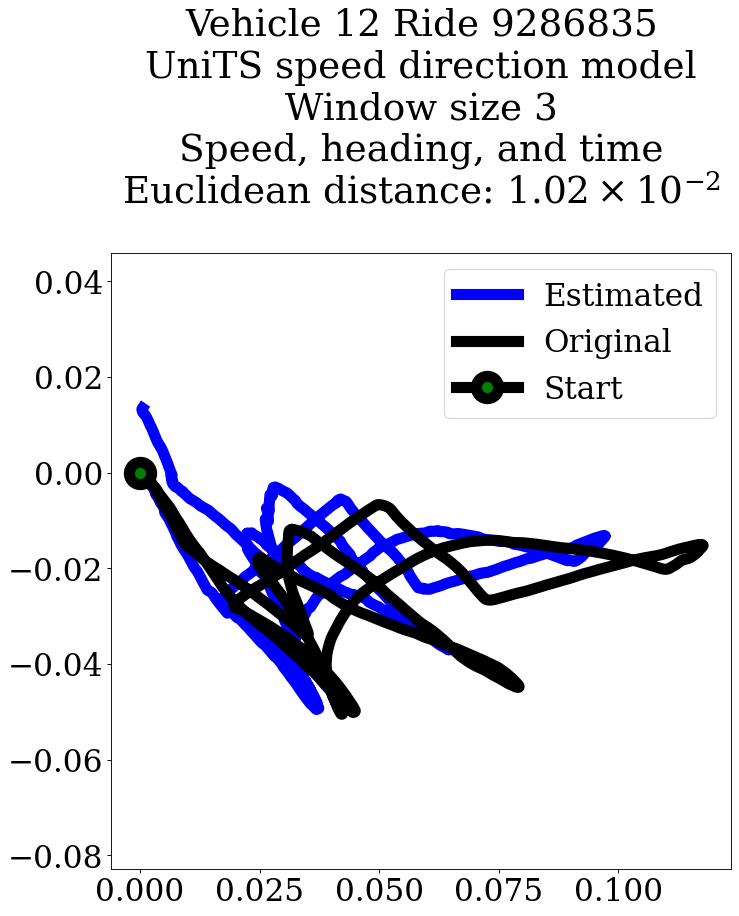 Vehicle 12 Ride 9286835
UniTS speed direction model
Window size 3
Speed, heading, and time
Euclidean distance: 1.02 × 10⁻²
Estimated
Original
Start
0.04
0.02
0.00
−0.02
−0.04
−0.06
−0.08
0.000 0.025 0.050 0.075 0.100